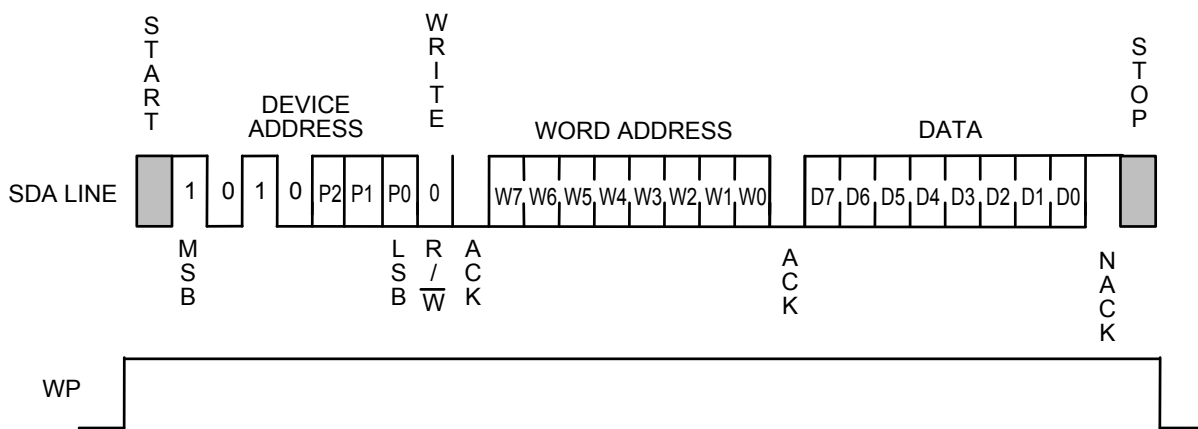 START
WRITE
STOP
DEVICE
ADDRESS
WORD ADDRESS
DATA
SDA LINE
1 0 1 0 P2 P1 P0 0 W7 W6 W5 W4 W3 W2 W1 W0 D7 D6 D5 D4 D3 D2 D1 D0
MSB
LSB
R/W̅
ACK
ACK
NACK
WP